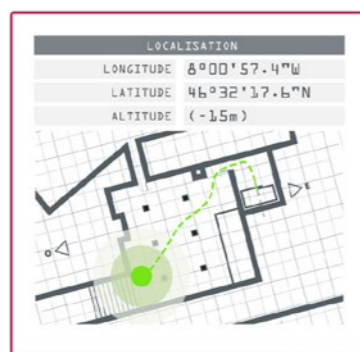 LOCALISATION
LONGITUDE 8°00'57.4"W
LATITUDE 46°32'17.6"N
ALTITUDE (-15m)
E
O